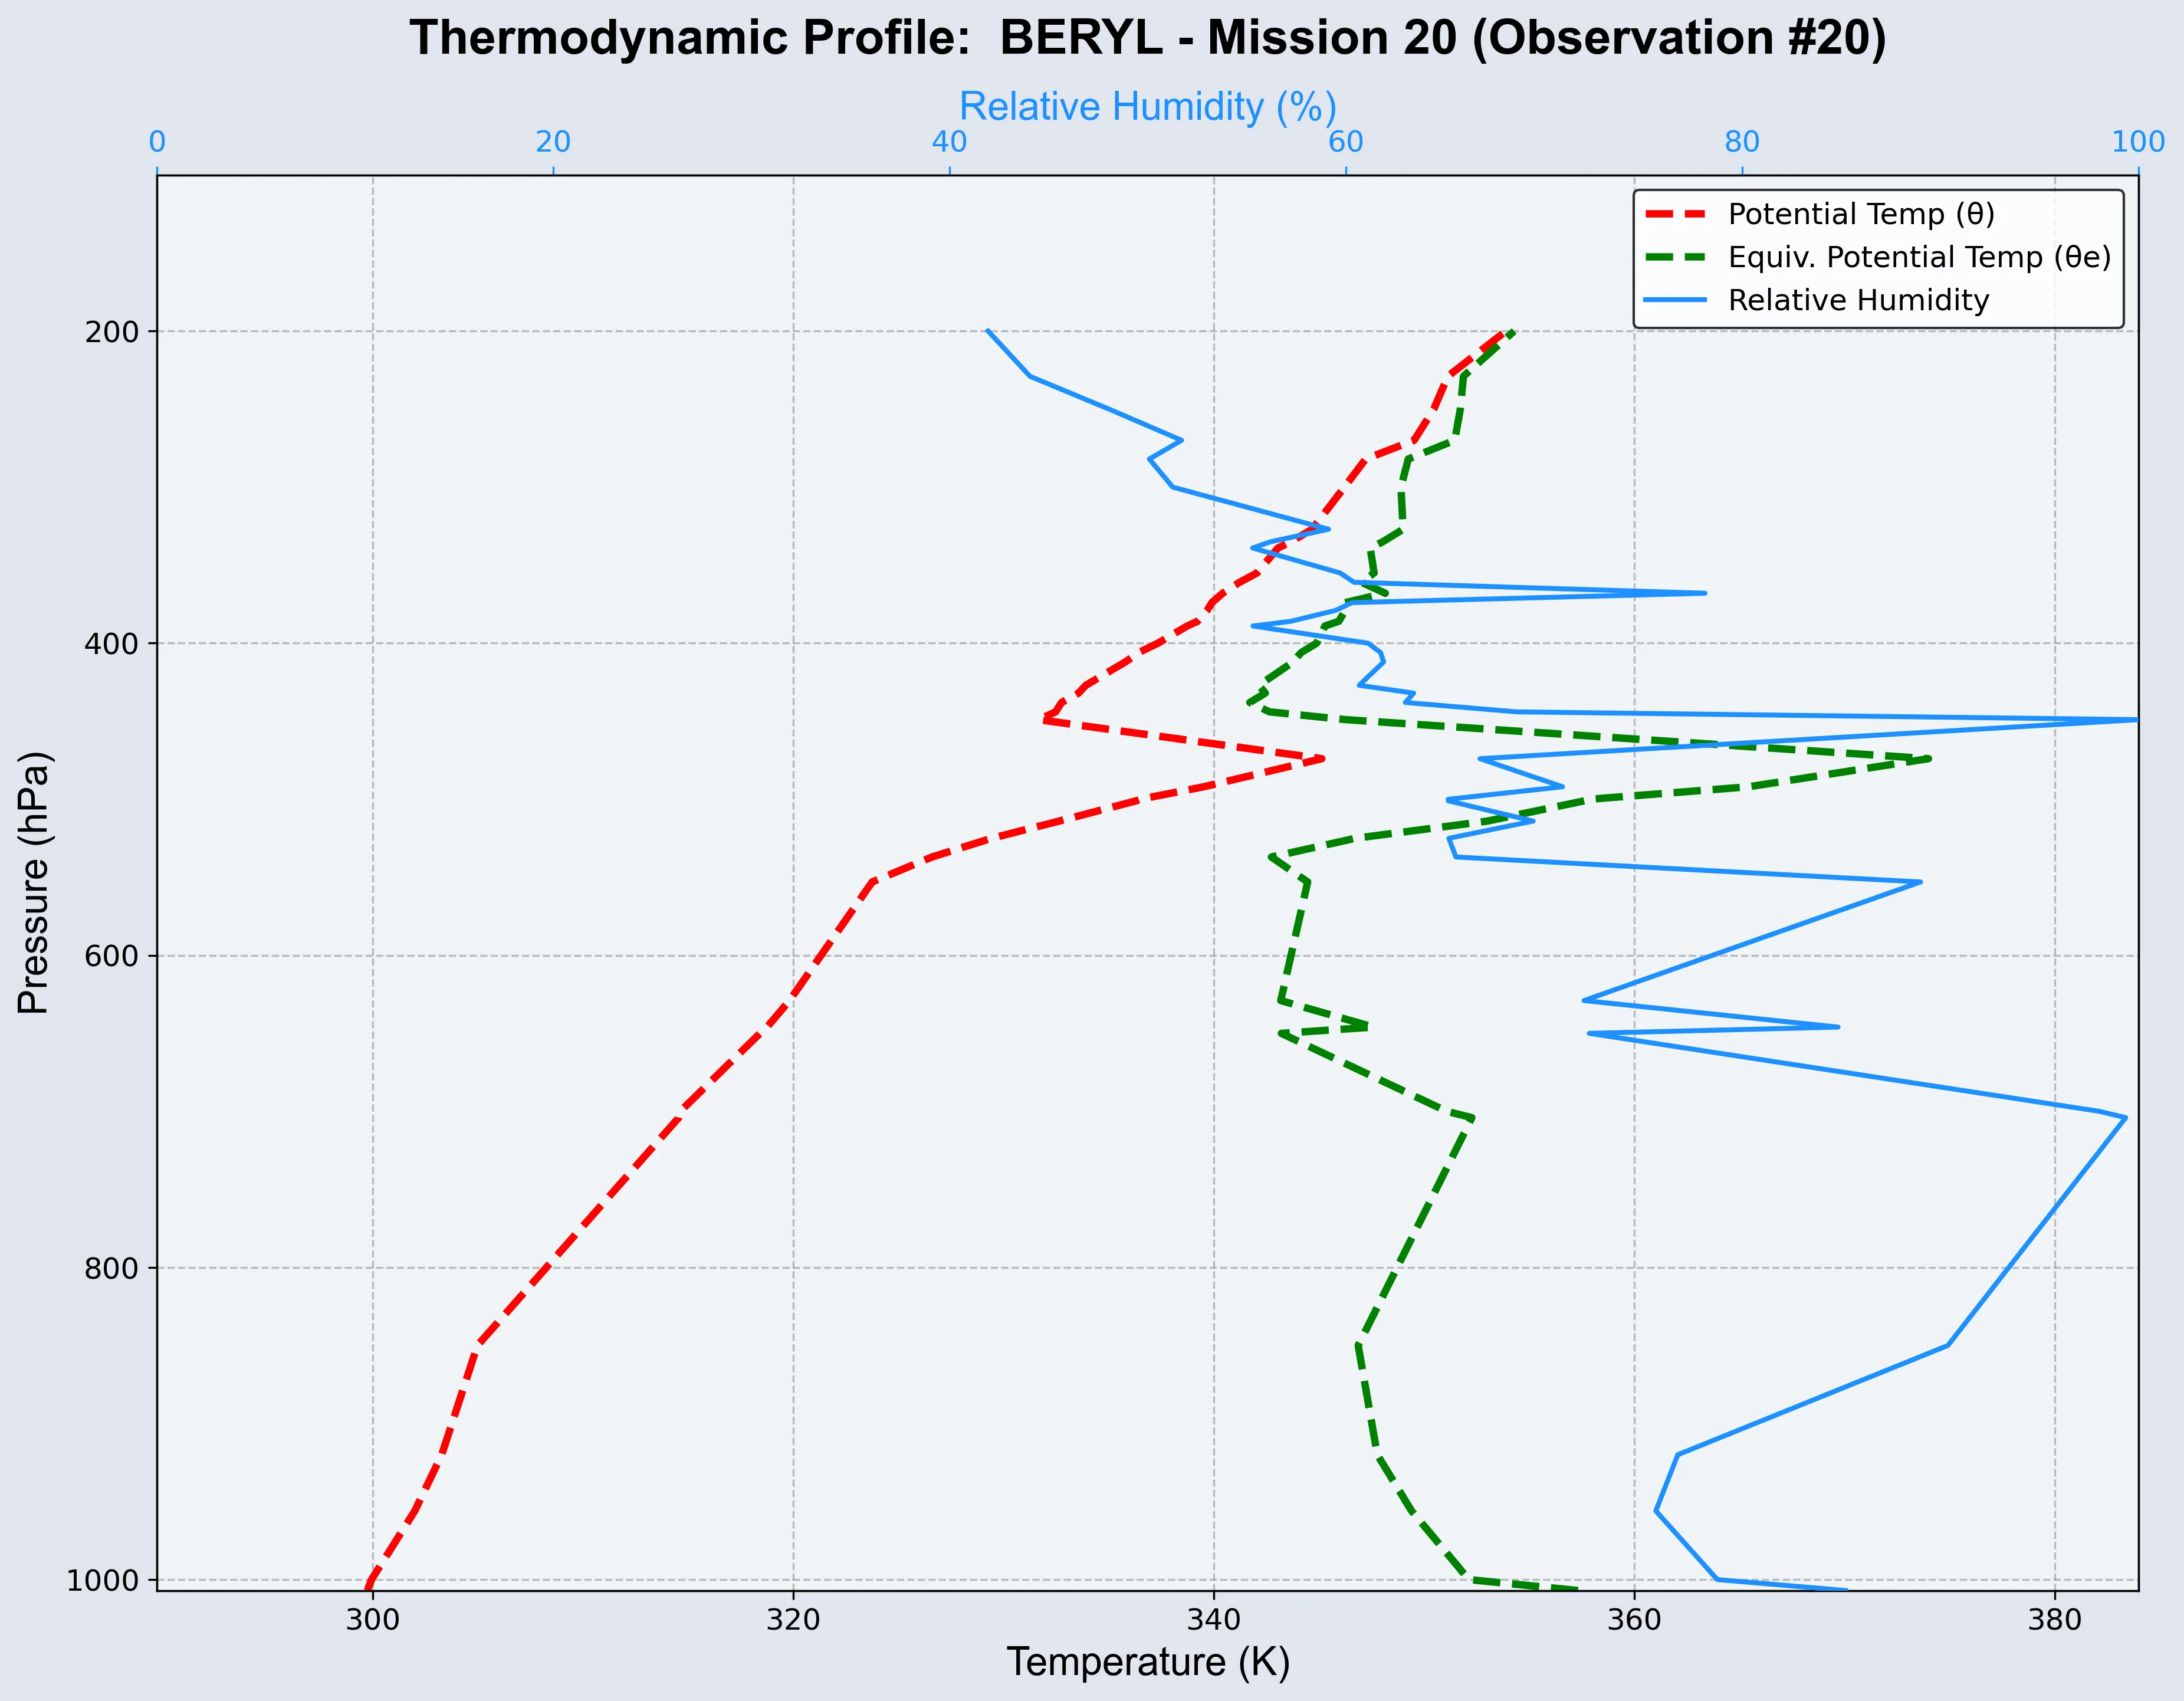 Thermodynamic Profile:  BERYL - Mission 20 (Observation #20)
Relative Humidity (%)
0 20 40 60 80 100
Potential Temp (θ)
Equiv. Potential Temp (θe)
Relative Humidity
Pressure (hPa)
200
400
600
800
1000
300 320 340 360 380
Temperature (K)